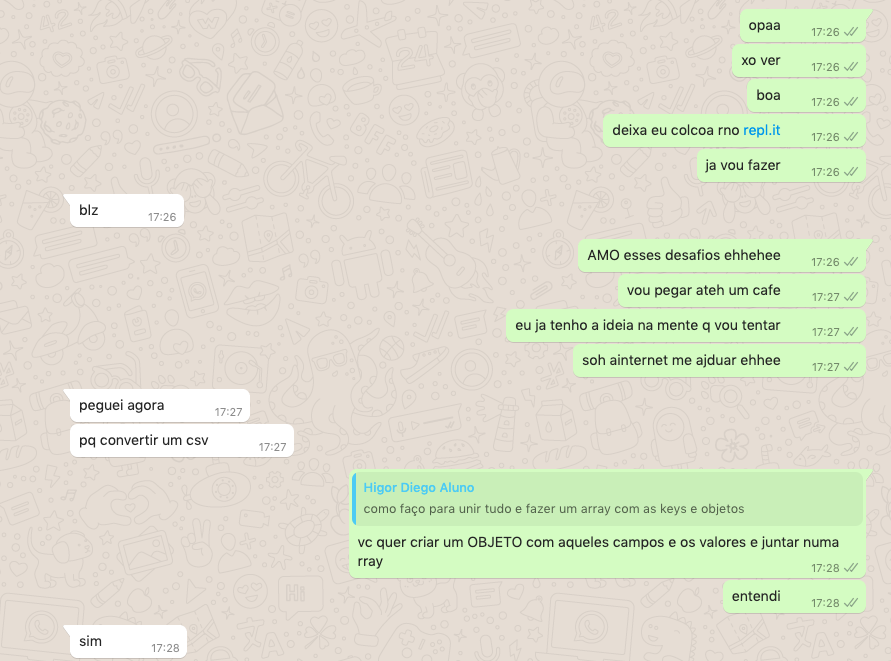 opaa
17:26
xo ver
17:26
boa
17:26
deixa eu colcoa rno repl.it
17:26
ja vou fazer
17:26
blz
17:26
AMO esses desafios ehhehee
17:26
vou pegar ateh um cafe
17:27
eu ja tenho a ideia na mente q vou tentar
17:27
soh ainternet me ajduar ehhee
17:27
peguei agora
17:27
pq convertir um csv
17:27
Higor Diego Aluno
como faço para unir tudo e fazer um array com as keys e objetos
vc quer criar um OBJETO com aqueles campos e os valores e juntar numa
rray
17:28
entendi
17:28
sim
17:28